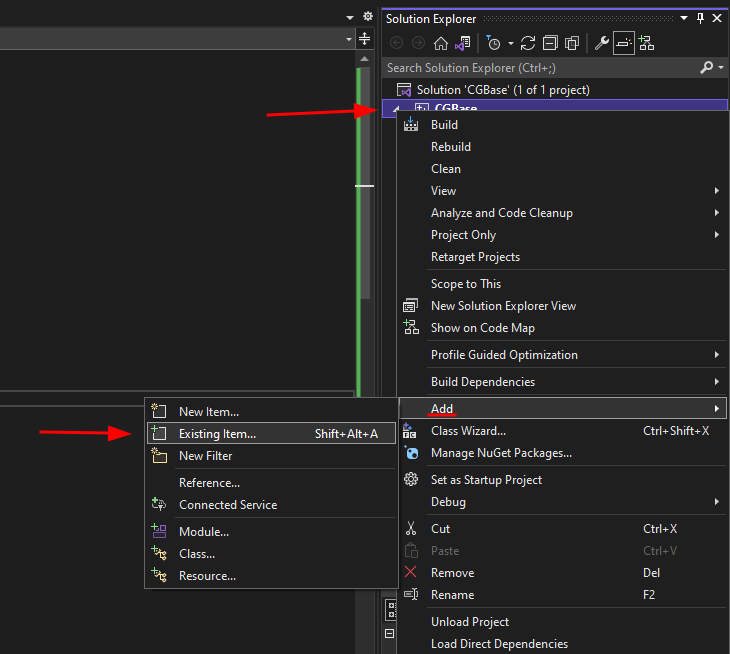 Solution Explorer
Search Solution Explorer (Ctrl+;)
Solution 'CGBase' (1 of 1 project)
CGBase
Build
Rebuild
Clean
View
Analyze and Code Cleanup
Project Only
Retarget Projects
Scope to This
New Solution Explorer View
Show on Code Map
Profile Guided Optimization
Build Dependencies
Add
Class Wizard... Ctrl+Shift+X
Manage NuGet Packages...
Set as Startup Project
Debug
Cut Ctrl+X
Paste Ctrl+V
Remove Del
Rename F2
Unload Project
Load Direct Dependencies
New Item...
Existing Item... Shift+Alt+A
New Filter
Reference...
Connected Service
Module...
Class...
Resource...